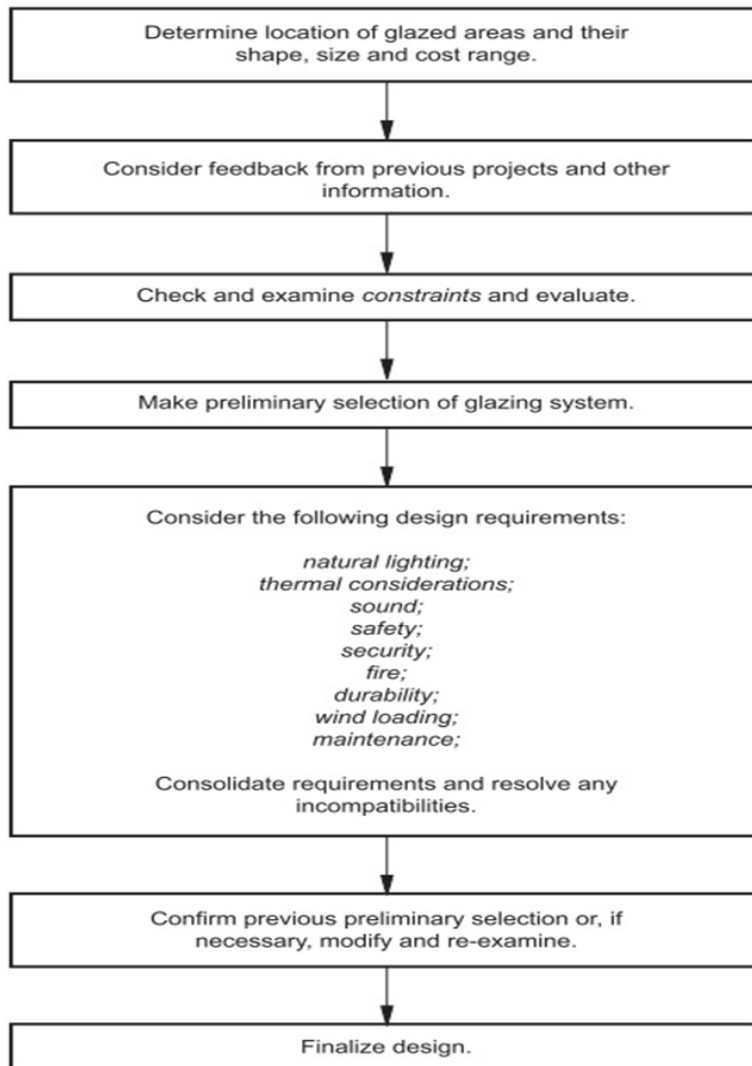 Determine location of glazed areas and their
shape, size and cost range.
Consider feedback from previous projects and other
information.
Check and examine constraints and evaluate.
Make preliminary selection of glazing system.
Consider the following design requirements:
natural lighting;
thermal considerations;
sound;
safety;
security;
fire;
durability;
wind loading;
maintenance;
Consolidate requirements and resolve any
incompatibilities.
Confirm previous preliminary selection or, if
necessary, modify and re-examine.
Finalize design.